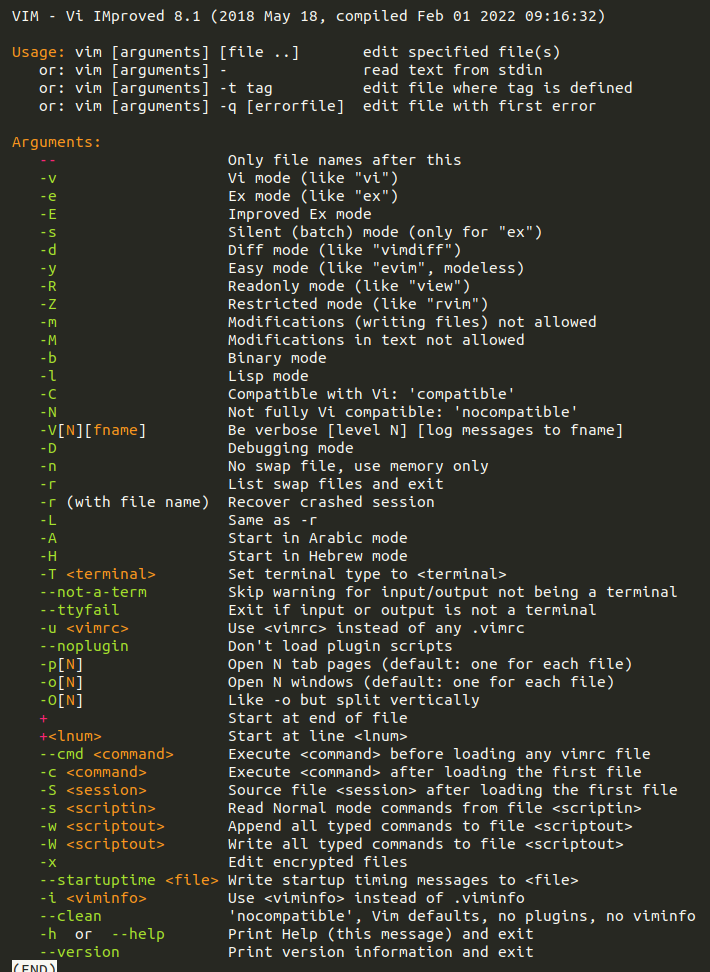 VIM - Vi IMproved 8.1 (2018 May 18, compiled Feb 01 2022 09:16:32)

Usage: vim [arguments] [file ..]       edit specified file(s)
   or: vim [arguments] -               read text from stdin
   or: vim [arguments] -t tag          edit file where tag is defined
   or: vim [arguments] -q [errorfile]  edit file with first error

Arguments:
   --                   Only file names after this
   -v                   Vi mode (like "vi")
   -e                   Ex mode (like "ex")
   -E                   Improved Ex mode
   -s                   Silent (batch) mode (only for "ex")
   -d                   Diff mode (like "vimdiff")
   -y                   Easy mode (like "evim", modeless)
   -R                   Readonly mode (like "view")
   -Z                   Restricted mode (like "rvim")
   -m                   Modifications (writing files) not allowed
   -M                   Modifications in text not allowed
   -b                   Binary mode
   -l                   Lisp mode
   -C                   Compatible with Vi: 'compatible'
   -N                   Not fully Vi compatible: 'nocompatible'
   -V[N][fname]         Be verbose [level N] [log messages to fname]
   -D                   Debugging mode
   -n                   No swap file, use memory only
   -r                   List swap files and exit
   -r (with file name)  Recover crashed session
   -L                   Same as -r
   -A                   Start in Arabic mode
   -H                   Start in Hebrew mode
   -T <terminal>        Set terminal type to <terminal>
   --not-a-term         Skip warning for input/output not being a terminal
   --ttyfail            Exit if input or output is not a terminal
   -u <vimrc>           Use <vimrc> instead of any .vimrc
   --noplugin           Don't load plugin scripts
   -p[N]                Open N tab pages (default: one for each file)
   -o[N]                Open N windows (default: one for each file)
   -O[N]                Like -o but split vertically
   +                    Start at end of file
   +<lnum>              Start at line <lnum>
   --cmd <command>      Execute <command> before loading any vimrc file
   -c <command>         Execute <command> after loading the first file
   -S <session>         Source file <session> after loading the first file
   -s <scriptin>        Read Normal mode commands from file <scriptin>
   -w <scriptout>       Append all typed commands to file <scriptout>
   -W <scriptout>       Write all typed commands to file <scriptout>
   -x                   Edit encrypted files
   --startuptime <file> Write startup timing messages to <file>
   -i <viminfo>         Use <viminfo> instead of .viminfo
   --clean              'nocompatible', Vim defaults, no plugins, no viminfo
   -h  or  --help       Print Help (this message) and exit
   --version            Print version information and exit
(END)